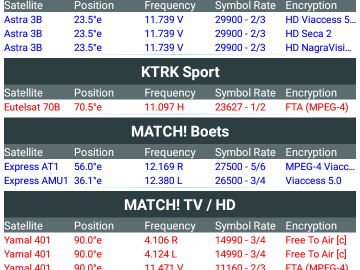 Satellite Position Frequency Symbol Rate Encryption
Astra 3B 23.5°e 11.739 V 29900 - 2/3 HD Viaccess 5...
Astra 3B 23.5°e 11.739 V 29900 - 2/3 HD Seca 2
Astra 3B 23.5°e 11.739 V 29900 - 2/3 HD NagraVisi...
KTRK Sport
Satellite Position Frequency Symbol Rate Encryption
Eutelsat 70B 70.5°e 11.097 H 23627 - 1/2 FTA (MPEG-4)
MATCH! Boets
Satellite Position Frequency Symbol Rate Encryption
Express AT1 56.0°e 12.169 R 27500 - 5/6 MPEG-4 Viacc...
Express AMU1 36.1°e 12.380 L 26500 - 3/4 Viaccess 5.0
MATCH! TV / HD
Satellite Position Frequency Symbol Rate Encryption
Yamal 401 90.0°e 4.106 R 14990 - 3/4 Free To Air [c]
Yamal 401 90.0°e 4.124 L 14990 - 3/4 Free To Air [c]
Yamal 401 90.0°e 11.471 V 11160 - 2/3 FTA (MPEG-4)